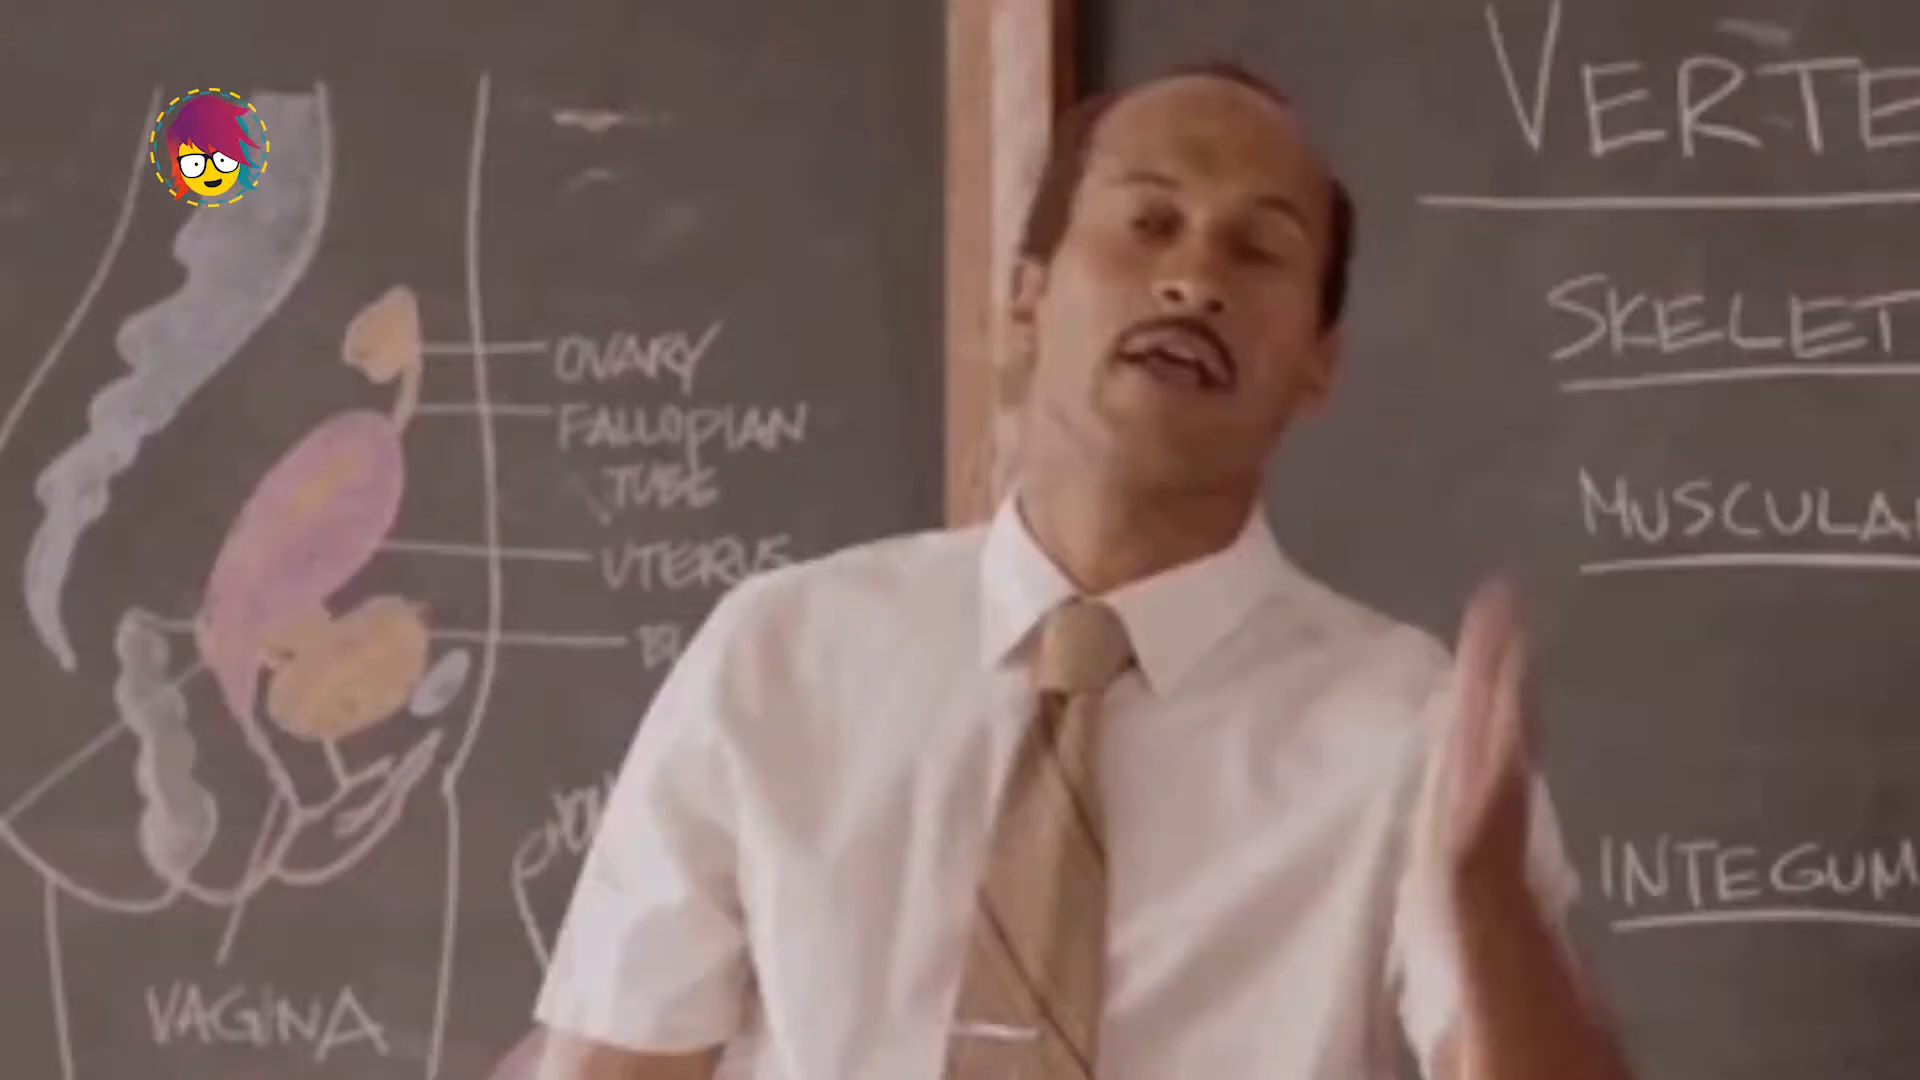 OVARY
FALLOPIAN
TUBE
UTERUS
VAGINA
VERTE
SKELET
MUSCULA
INTEGUM